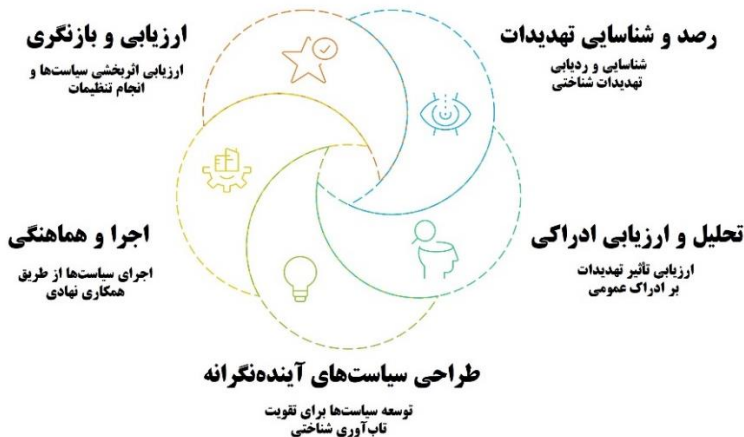 رصد و شناسایی تهدیدات
شناسایی و ردیابی
تهدیدات شناختی
تحلیل و ارزیابی ادراکی
ارزیابی تأثیر تهدیدات
بر ادراک عمومی
طراحی سیاست‌های آینده‌نگرانه
توسعه سیاست‌ها برای تقویت
تاب‌آوری شناختی
اجرا و هماهنگی
اجرای سیاست‌ها از طریق
همکاری نهادی
ارزیابی و بازنگری
ارزیابی اثربخشی سیاست‌ها و
انجام تنظیمات